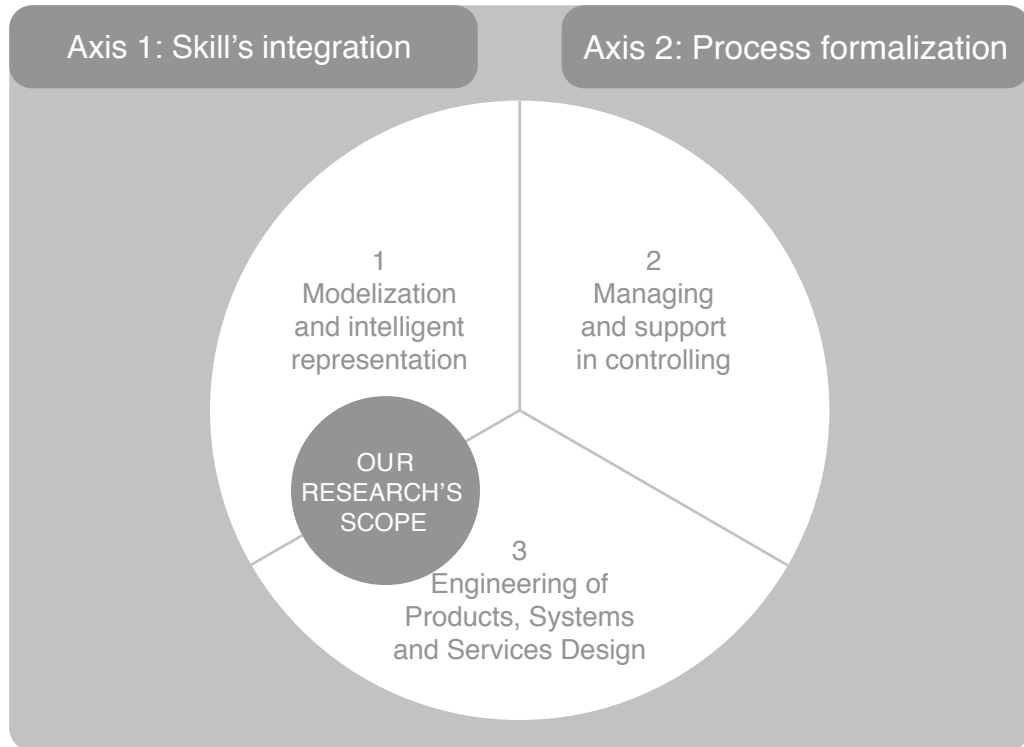 Axis 1: Skill's integration
Axis 2: Process formalization
1
Modelization
and intelligent
representation
2
Managing
and support
in controlling
OUR
RESEARCH'S
SCOPE
3
Engineering of
Products, Systems
and Services Design